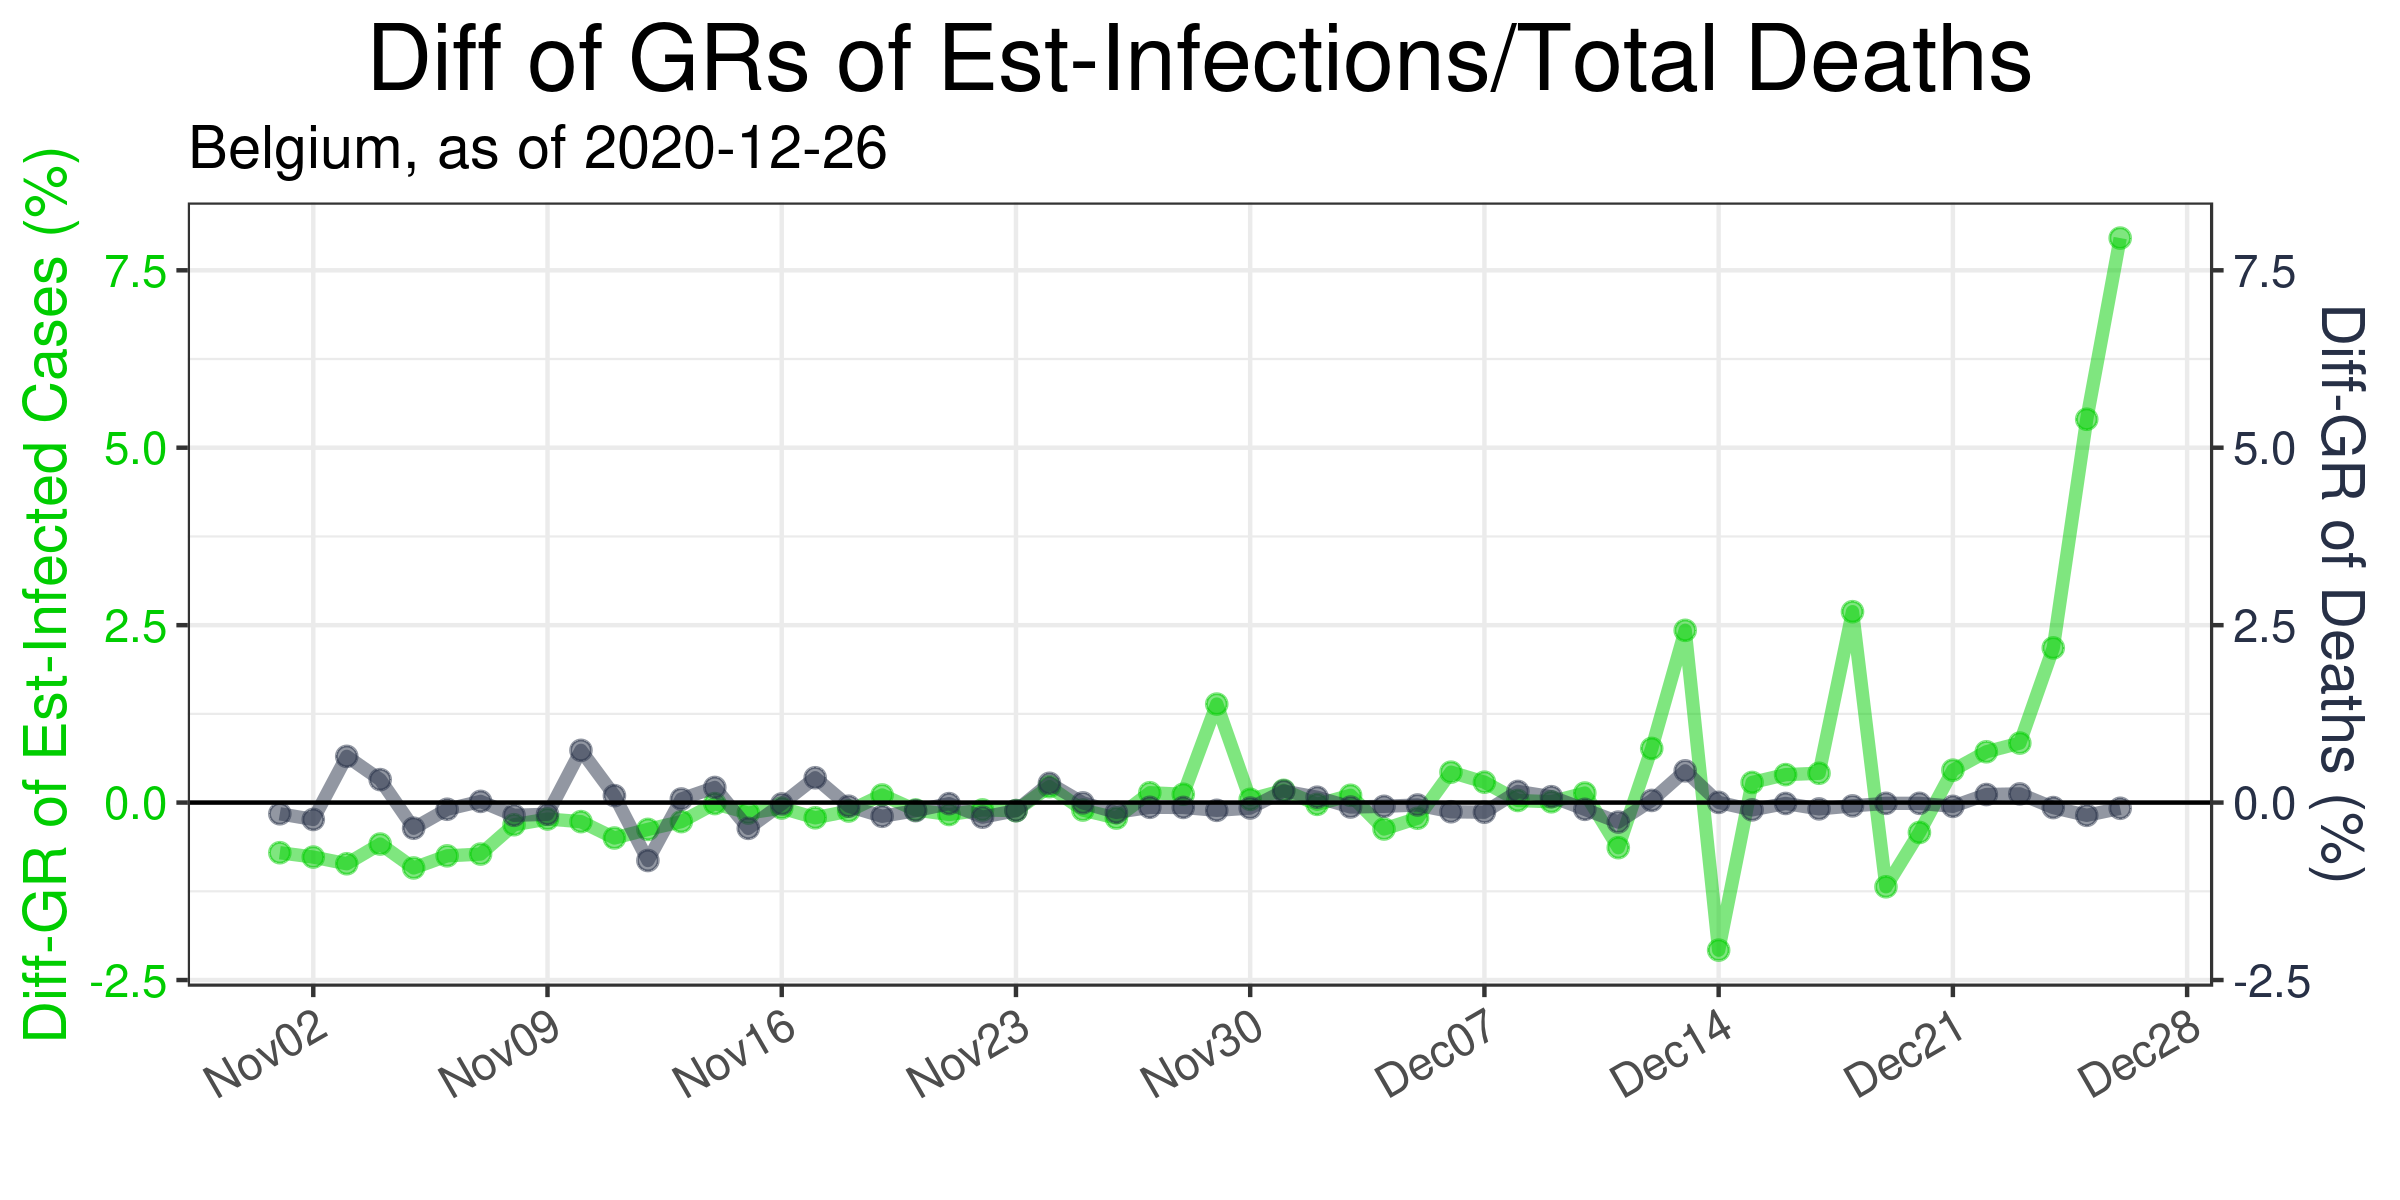 Diff of GRs of Est-Infections/Total Deaths
Belgium, as of 2020-12-26
Diff-GR of Est-Infected Cases (%)
7.5
5.0
2.5
0.0
-2.5
7.5
5.0
2.5
0.0
-2.5
Diff-GR of Deaths (%)
Nov02
Nov09
Nov16
Nov23
Nov30
Dec07
Dec14
Dec21
Dec28